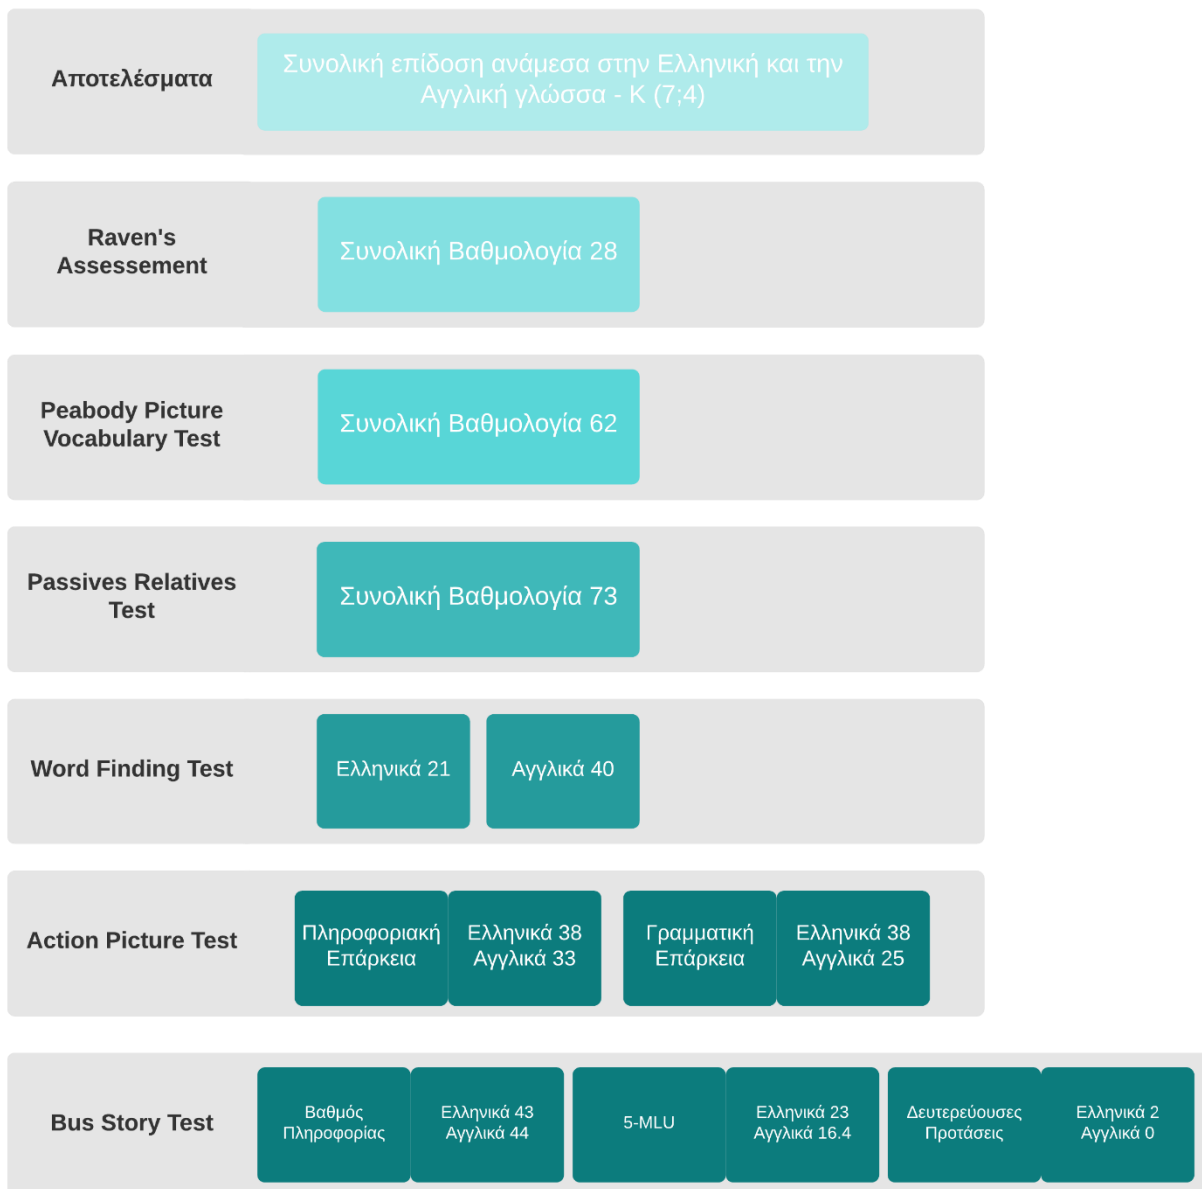 Αποτελέσματα
Συνολική επίδοση ανάμεσα στην Ελληνική και την
Αγγλική γλώσσα - Κ (7;4)
Raven's
Assessement
Συνολική Βαθμολογία 28
Peabody Picture
Vocabulary Test
Συνολική Βαθμολογία 62
Passives Relatives
Test
Συνολική Βαθμολογία 73
Word Finding Test
Ελληνικά 21
Αγγλικά 40
Action Picture Test
Πληροφοριακή
Επάρκεια
Ελληνικά 38
Αγγλικά 33
Γραμματική
Επάρκεια
Ελληνικά 38
Αγγλικά 25
Bus Story Test
Βαθμός
Πληροφορίας
Ελληνικά 43
Αγγλικά 44
5-MLU
Ελληνικά 23
Αγγλικά 16.4
Δευτερεύουσες
Προτάσεις
Ελληνικά 2
Αγγλικά 0